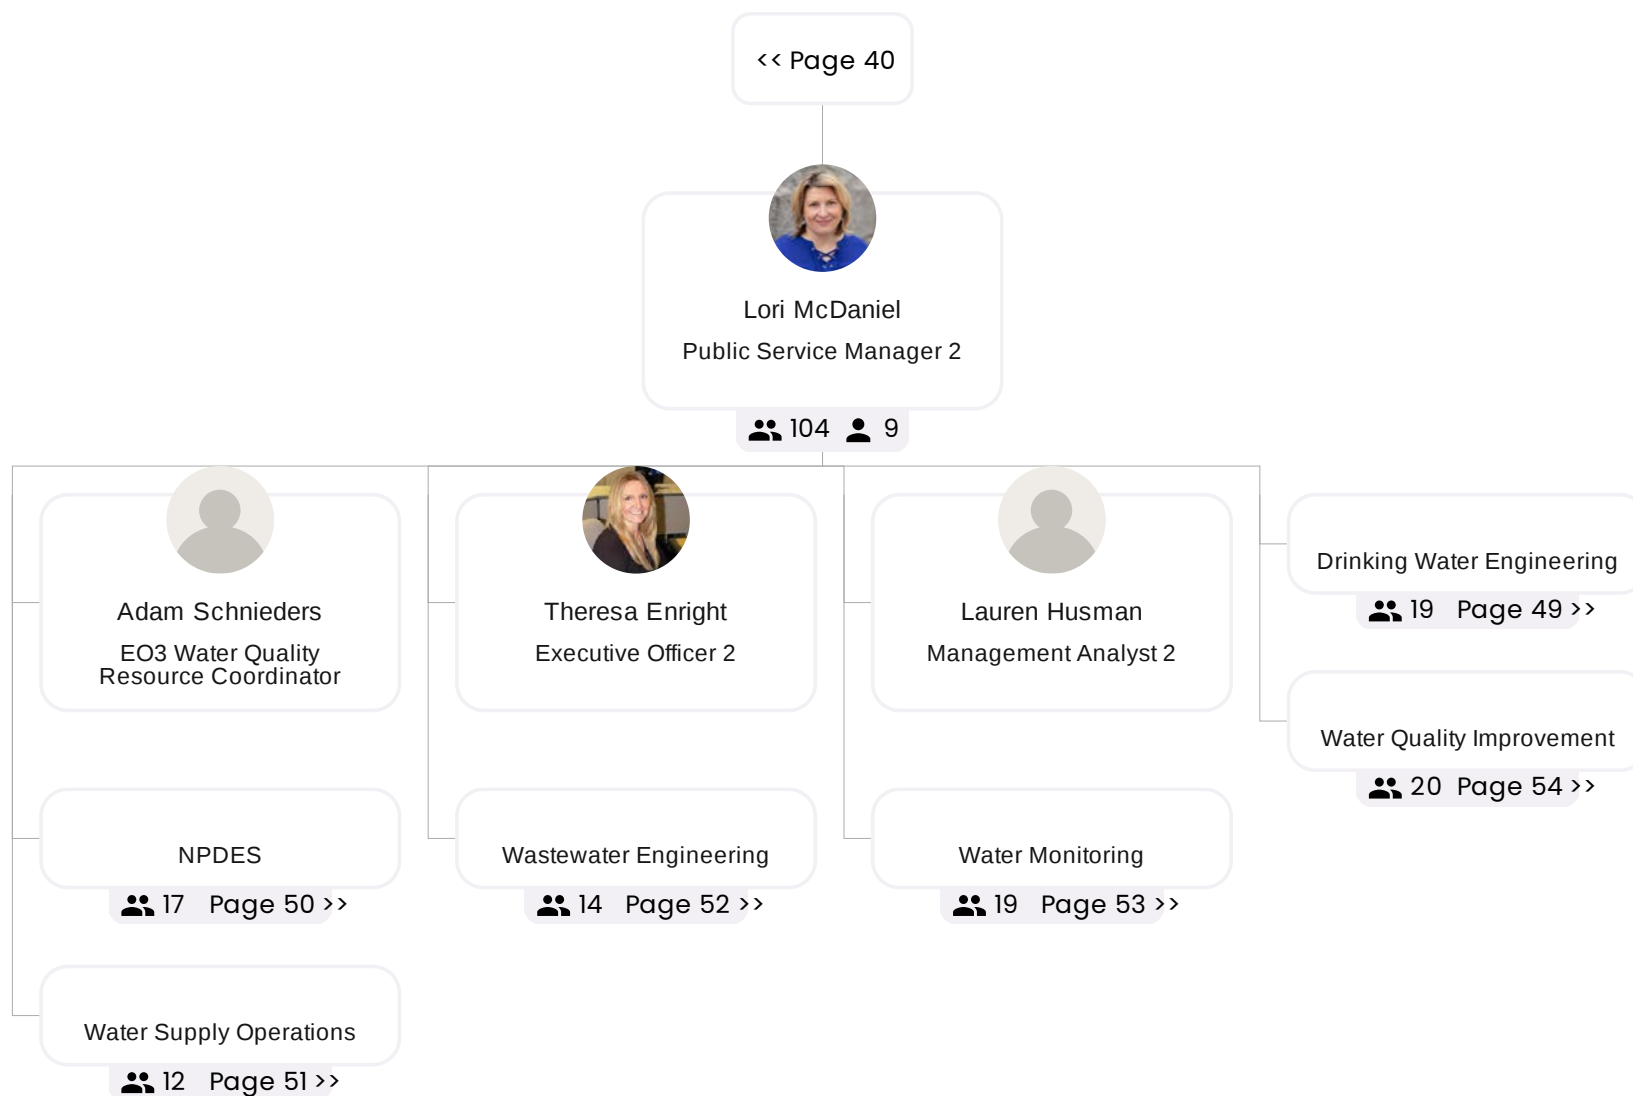 << Page 40
Lori McDaniel
Public Service Manager 2
104 9
Adam Schnieders
EO3 Water Quality
Resource Coordinator
Theresa Enright
Executive Officer 2
Lauren Husman
Management Analyst 2
Drinking Water Engineering
19 Page 49 >>
Water Quality Improvement
20 Page 54 >>
NPDES
17 Page 50 >>
Wastewater Engineering
14 Page 52 >>
Water Monitoring
19 Page 53 >>
Water Supply Operations
12 Page 51 >>